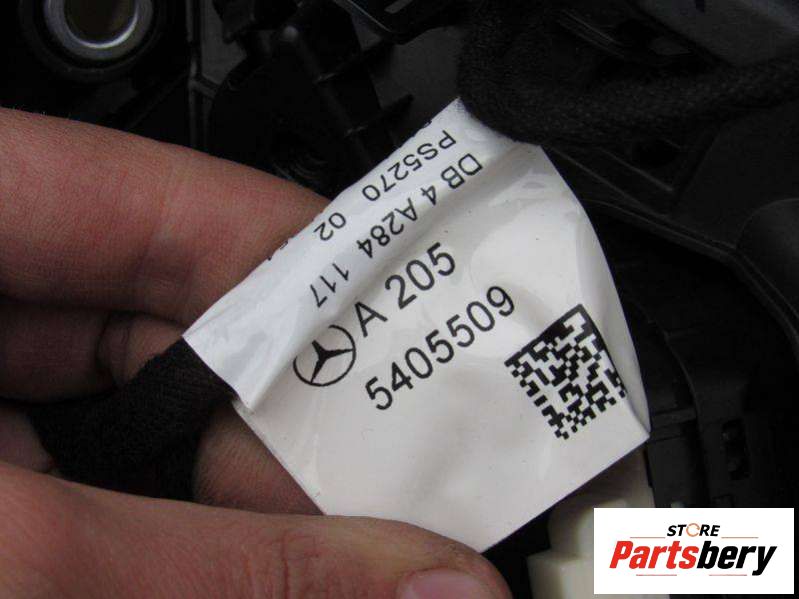 PS5270 02
DB 4 A284 117
A 205
5405509
STORE
Partsbery